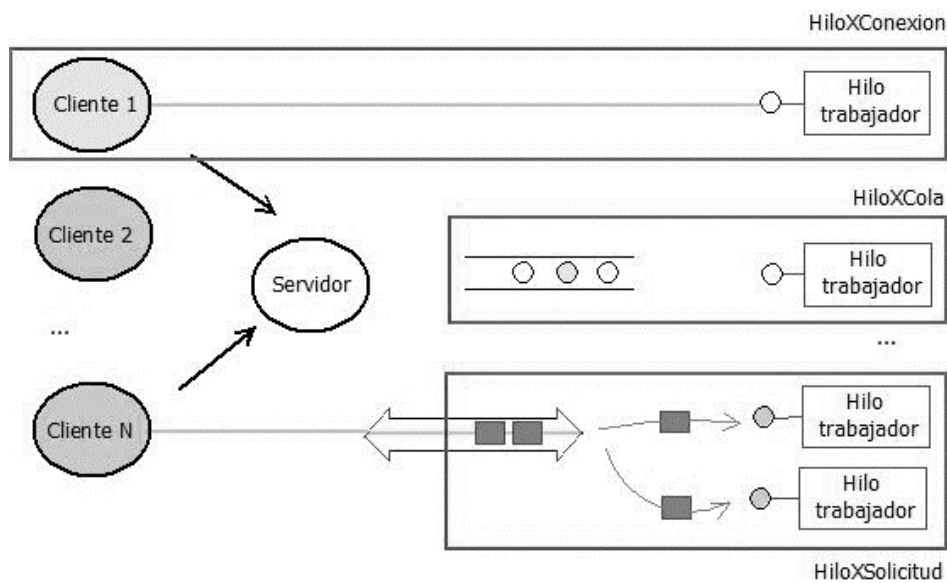 HiloXConexion
Cliente 1
Hilo
trabajador
HiloXCola
Cliente 2
Servidor
Hilo
trabajador
...
...
Cliente N
Hilo
trabajador
Hilo
trabajador
HiloXSolicitud